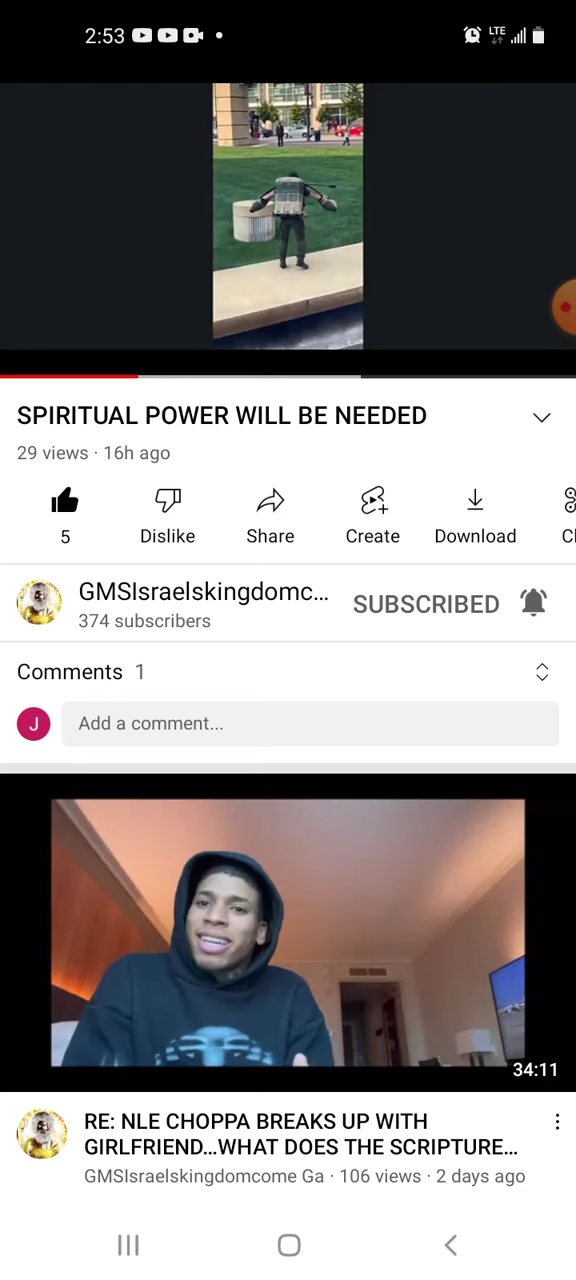 2:53
LTE
SPIRITUAL POWER WILL BE NEEDED
29 views · 16h ago
5
Dislike
Share
Create
Download
Cl
GMSIsraelskingdomc...
374 subscribers
SUBSCRIBED
Comments 1
J
Add a comment...
34:11
RE: NLE CHOPPA BREAKS UP WITH
GIRLFRIEND...WHAT DOES THE SCRIPTURE...
GMSIsraelskingdomcome Ga · 106 views · 2 days ago